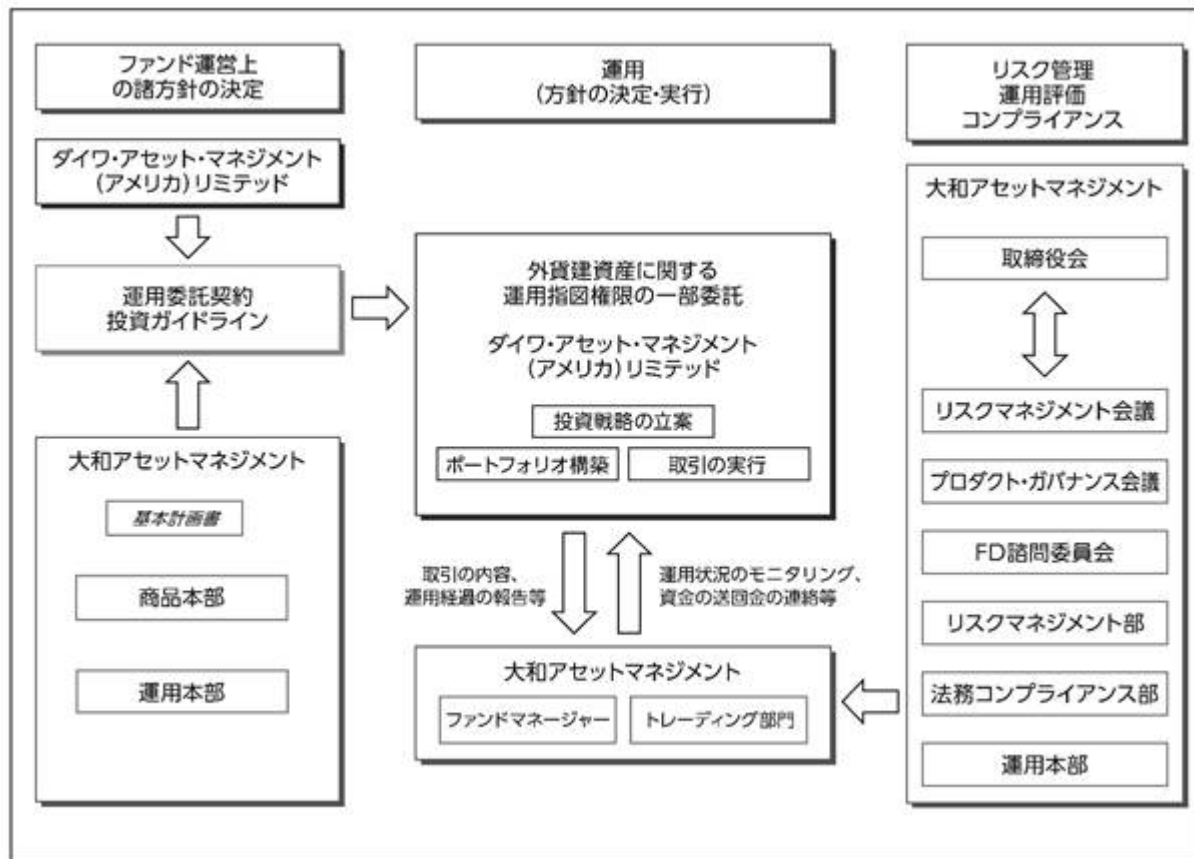 ファンド運営上
の諸方針の決定
ダイワ・アセット・マネジメント
(アメリカ)リミテッド
運用委託契約
投資ガイドライン
大和アセットマネジメント
基本計画書
商品本部
運用本部
運用
(方針の決定・実行)
外貨建資産に関する
運用指図権限の一部委託
ダイワ・アセット・マネジメント
(アメリカ)リミテッド
投資戦略の立案
ポートフォリオ構築
取引の実行
取引の内容、
運用経過の報告等
運用状況のモニタリング、
資金の送回金の連絡等
大和アセットマネジメント
ファンドマネージャー
トレーディング部門
リスク管理
運用評価
コンプライアンス
大和アセットマネジメント
取締役会
リスクマネジメント会議
プロダクト・ガバナンス会議
FD諮問委員会
リスクマネジメント部
法務コンプライアンス部
運用本部